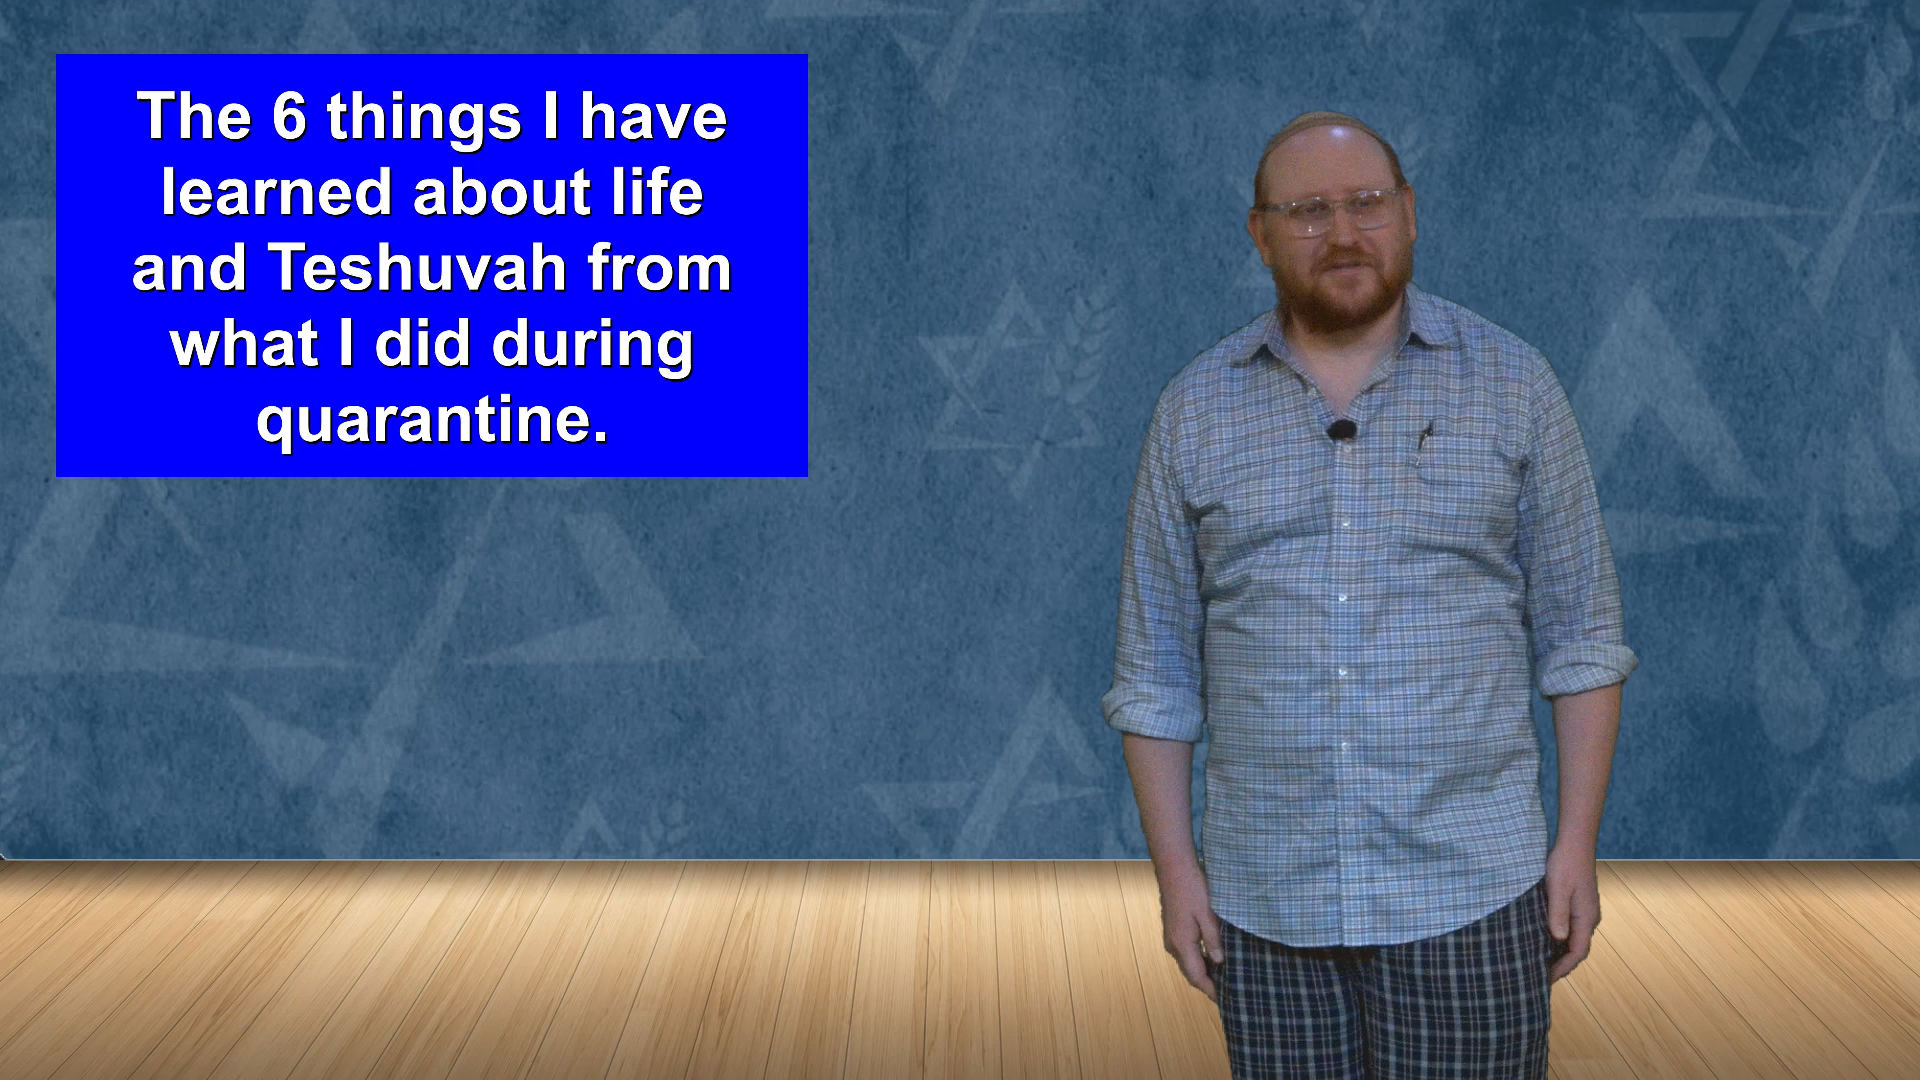 The 6 things I have
learned about life
and Teshuvah from
what I did during
quarantine.